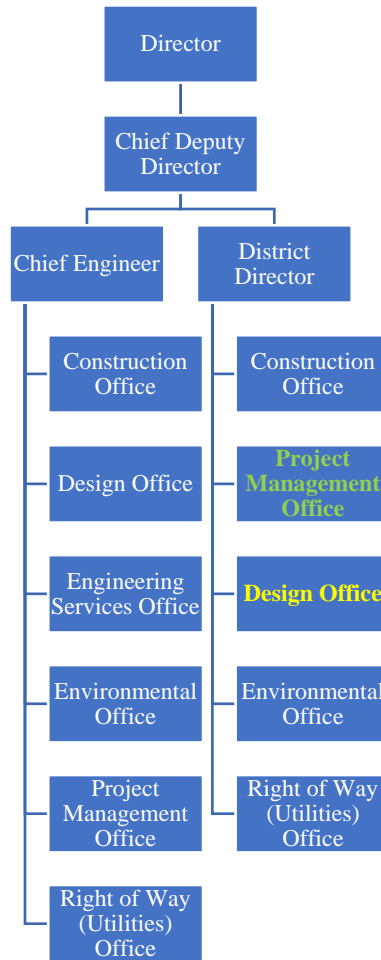 Director
Chief Deputy
Director
Chief Engineer
District
Director
Construction
Office
Design Office
Engineering
Services Office
Environmental
Office
Project
Management
Office
Right of Way
(Utilities)
Office
Construction
Office
Project
Management
Office
Design Office
Environmental
Office
Right of Way
(Utilities)
Office